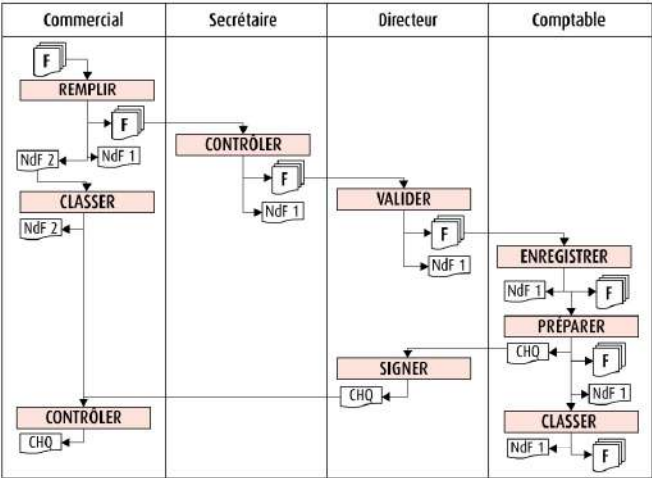 Commercial Secrétaire Directeur Comptable
F
REMPLIR
F
NdF 2 NdF 1
CONTRÔLER
F
NdF 1
CLASSER
NdF 2
VALIDER
F
NdF 1
ENREGISTRER
NdF 1 F
PRÉPARER
CHQ F
NdF 1
SIGNER
CHQ
CONTRÔLER
CHQ
CLASSER
NdF 1 F